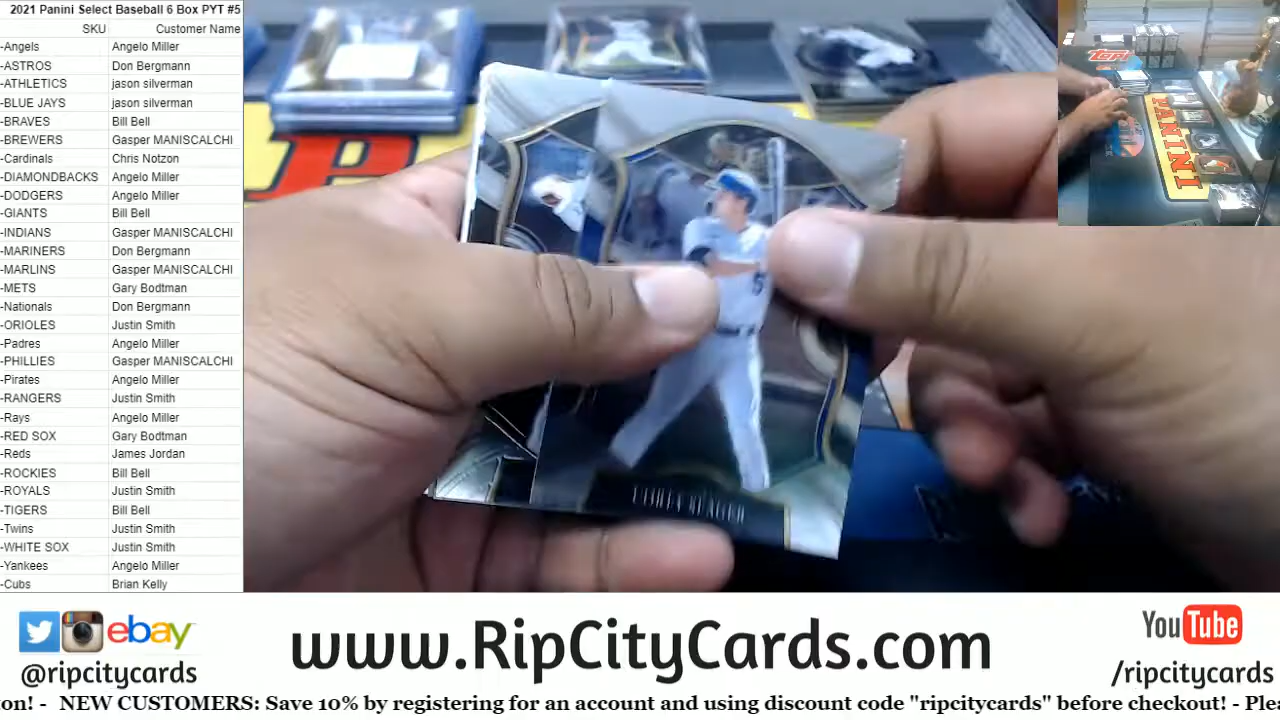 2021 Panini Select Baseball 6 Box PYT #5
SKU Customer Name
-Angels Angelo Miller
-ASTROS Don Bergmann
-ATHLETICS jason silverman
-BLUE JAYS jason silverman
-BRAVES Bill Bell
-BREWERS Gasper MANISCALCHI
-Cardinals Chris Notzon
-DIAMONDBACKS Angelo Miller
-DODGERS Angelo Miller
-GIANTS Bill Bell
-INDIANS Gasper MANISCALCHI
-MARINERS Don Bergmann
-MARLINS Gasper MANISCALCHI
-METS Gary Bodtman
-Nationals Don Bergmann
-ORIOLES Justin Smith
-Padres Angelo Miller
-PHILLIES Gasper MANISCALCHI
-Pirates Angelo Miller
-RANGERS Justin Smith
-Rays Angelo Miller
-RED SOX Gary Bodtman
-Reds James Jordan
-ROCKIES Bill Bell
-ROYALS Justin Smith
-TIGERS Bill Bell
-Twins Justin Smith
-WHITE SOX Justin Smith
-Yankees Angelo Miller
-Cubs Brian Kelly
PANINI
COREY SEAGER
ebay
@ripcitycards
www.RipCityCards.com
YouTube
/ripcitycards
ton! - NEW CUSTOMERS: Save 10% by registering for an account and using discount code "ripcitycards" before checkout! - Plea